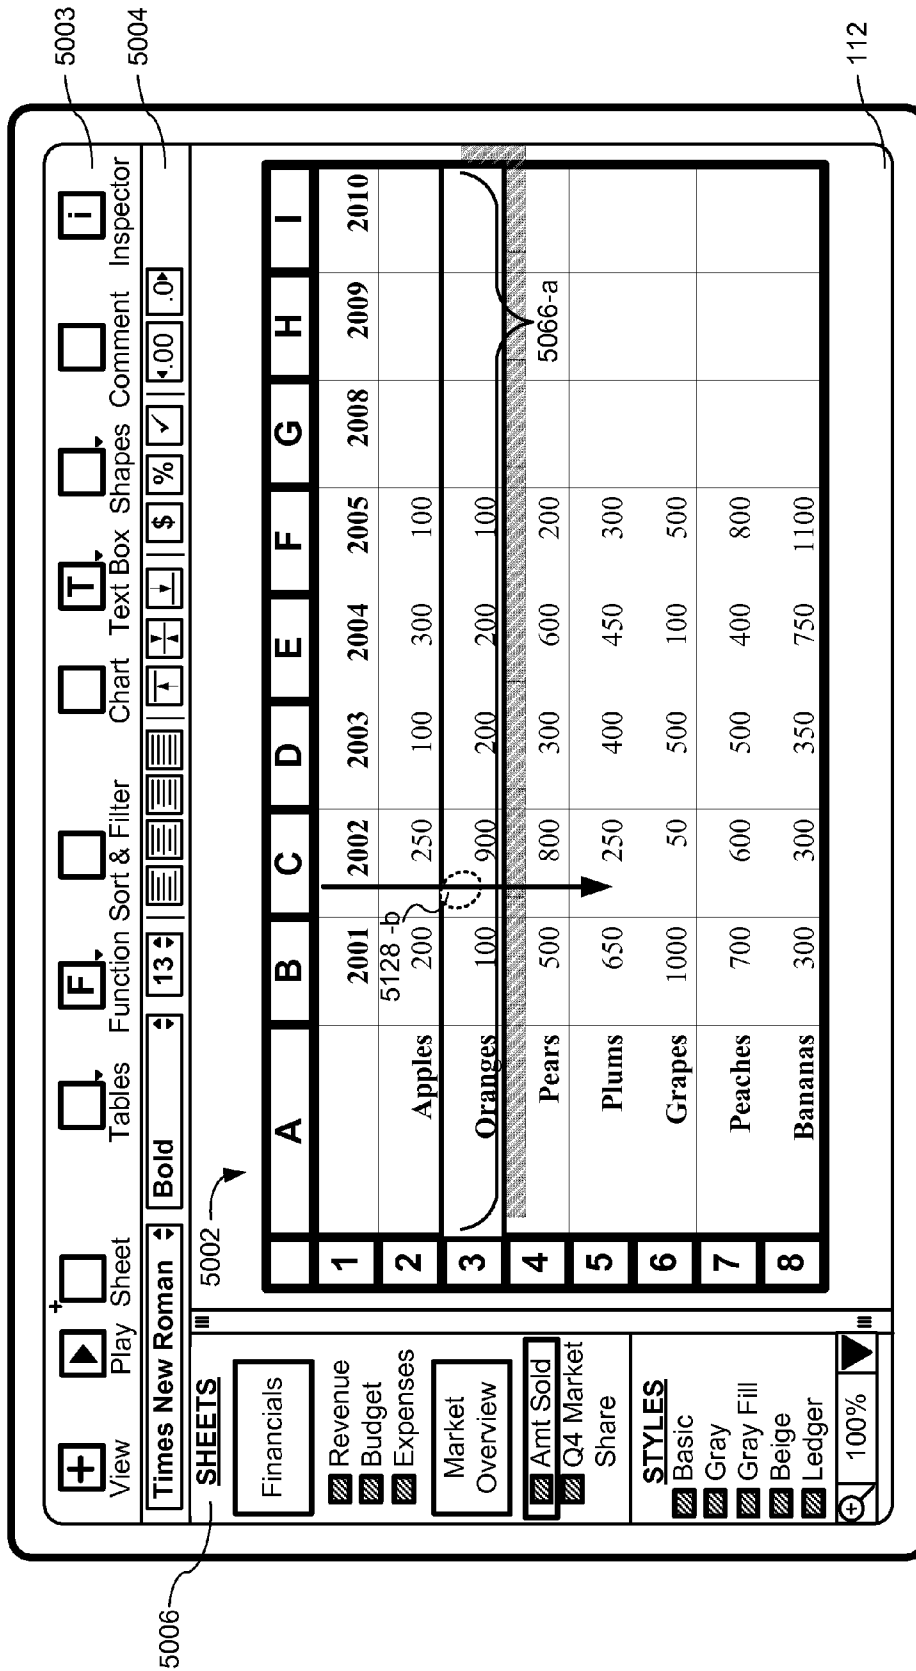 5003
5004
View Play Sheet Tables Function Sort & Filter Chart Text Box Shapes Comment Inspector
Times New Roman Bold 13 $ % ✓ .00 .0
5006
SHEETS
Financials
Revenue
Budget
Expenses
Market
Overview
Amt Sold
Q4 Market
Share
STYLES
Basic
Gray
Gray Fill
Beige
Ledger
100%
5002
A B C D E F G H I
1 2001 2002 2003 2004 2005 2008 2009 2010
5128 -b
2 Apples 200 250 100 300 100
3 Oranges 100 900 200 200 100
5066-a
4 Pears 500 800 300 600 200
5 Plums 650 250 400 450 300
6 Grapes 1000 50 500 100 500
7 Peaches 700 600 500 400 800
8 Bananas 300 300 350 750 1100
112